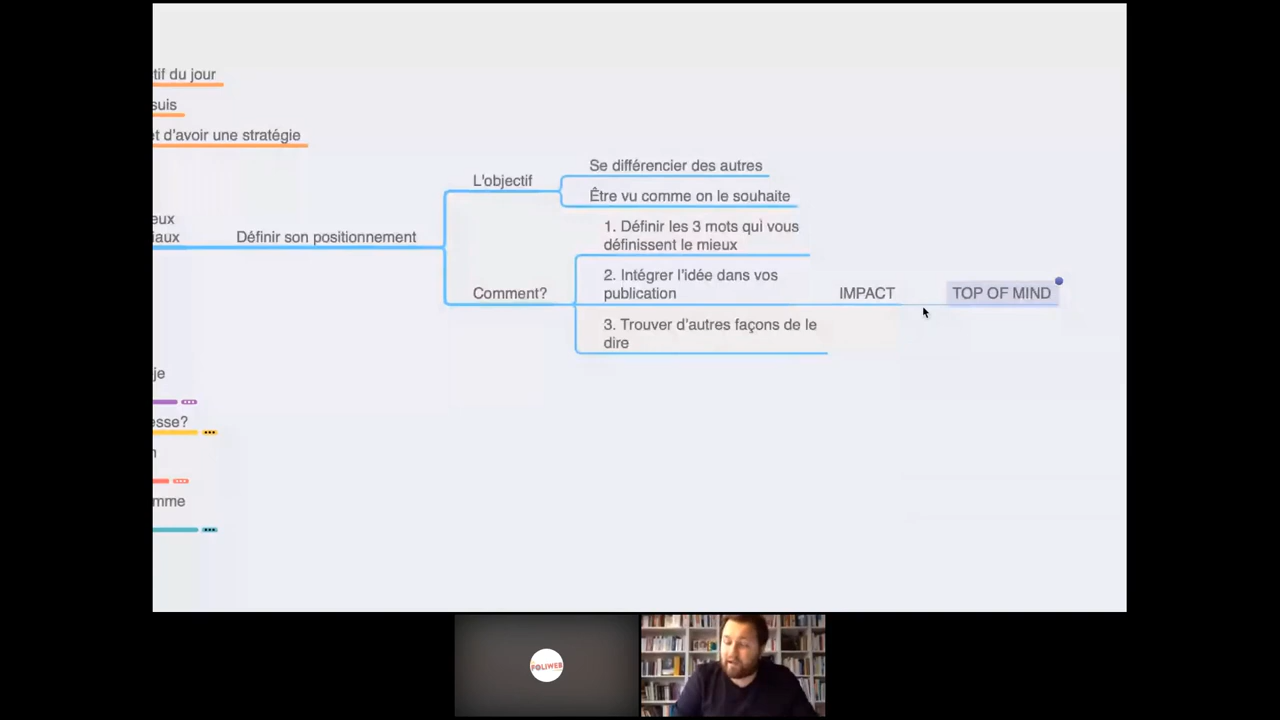 tif du jour
suis
et d'avoir une stratégie
L'objectif
Se différencier des autres
Être vu comme on le souhaite
eux
iaux
Définir son positionnement
Comment?
1. Définir les 3 mots qui vous
définissent le mieux
2. Intégrer l'idée dans vos
publication
IMPACT
TOP OF MIND
3. Trouver d'autres façons de le
dire
je
esse?
n
mme
FOLIWEB